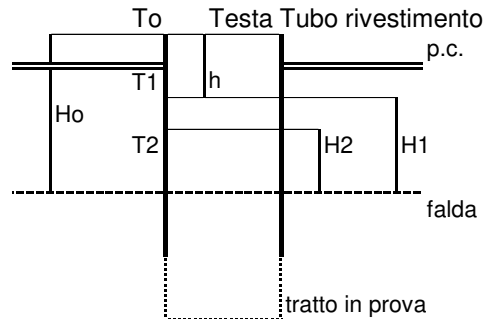 To Testa Tubo rivestimento
p.c.
T1 h
Ho
T2 H2 H1
falda
tratto in prova